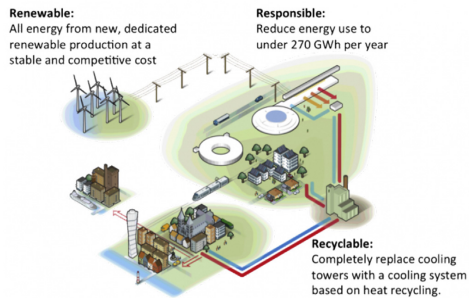 Renewable:
All energy from new, dedicated
renewable production at a
stable and competitive cost
Responsible:
Reduce energy use to
under 270 GWh per year
Recyclable:
Completely replace cooling
towers with a cooling system
based on heat recycling.